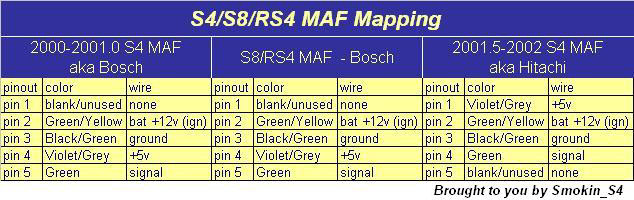 S4/S8/RS4 MAF Mapping
2000-2001.0 S4 MAF
aka Bosch
S8/RS4 MAF - Bosch
2001.5-2002 S4 MAF
aka Hitachi
pinout color wire pinout color wire pinout color wire
pin 1 blank/unused none pin 1 blank/unused none pin 1 Violet/Grey +5v
pin 2 Green/Yellow bat +12v (ign) pin 2 Green/Yellow bat +12v (ign) pin 2 Green/Yellow bat +12v (ign)
pin 3 Black/Green ground pin 3 Black/Green ground pin 3 Black/Green ground
pin 4 Violet/Grey +5v pin 4 Violet/Grey +5v pin 4 Green signal
pin 5 Green signal pin 5 Green signal pin 5 blank/unused none
Brought to you by Smokin_S4